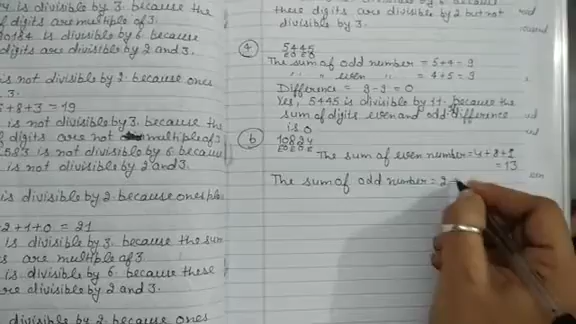 is divisible by 3. because the
digits are multiple of 3.
is divisible by 6. because
digits are divisible by 2 and 3.
is not divisible by 2. because ones
3.
5+8+3 = 19
is not divisible by 3. because
digits are not multiple of 3
is not divisible by 6 because
is not divisible by 2 and 3.
is divisible by 2. because ones
2+1+0 = 21
is divisible by 3. because the sum
are multiple of 3.
is divisible by 6. because these
are divisible by 2 and 3.
divisible by 2. because ones
these digits are divisible by 2 but not
divisible by 3.
4 5445
EOEO
The sum of odd number = 5+4 = 9
" " even " = 4+5 = 9
Difference = 9-9 = 0
Yes, 5445 is divisible by 11. because the
sum of digits even and odd difference
is 0
b 10824
EOEOE
The sum of even number = 4+8+1
= 13
The sum of odd number = 2